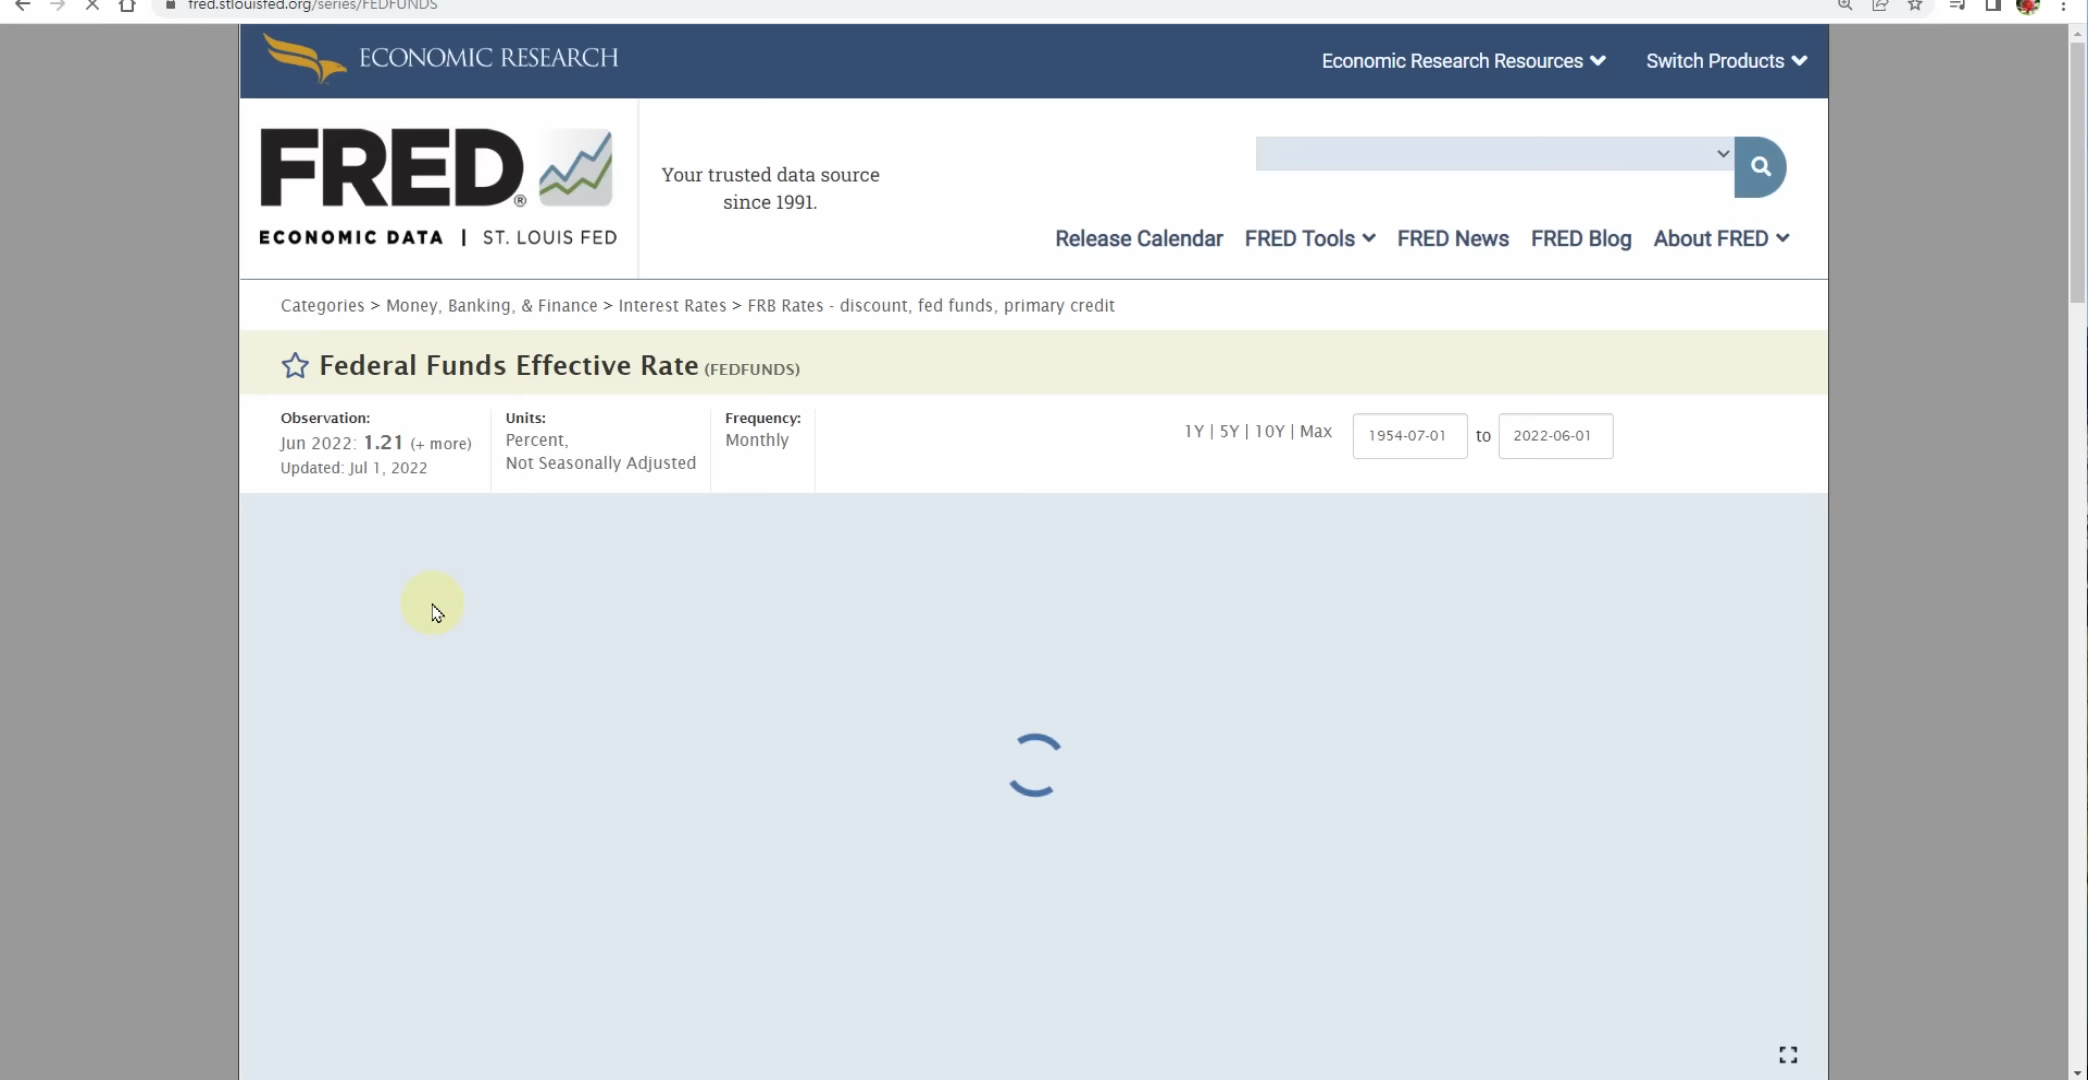 fred.stlouisfed.org/series/FEDFUNDS
ECONOMIC RESEARCH
Economic Research Resources
Switch Products
FRED®
ECONOMIC DATA | ST. LOUIS FED
Your trusted data source
since 1991.
Release Calendar
FRED Tools
FRED News
FRED Blog
About FRED
Categories > Money, Banking, & Finance > Interest Rates > FRB Rates - discount, fed funds, primary credit
Federal Funds Effective Rate (FEDFUNDS)
Observation:
Jun 2022: 1.21 (+ more)
Updated: Jul 1, 2022
Units:
Percent,
Not Seasonally Adjusted
Frequency:
Monthly
1Y | 5Y | 10Y | Max
1954-07-01 to 2022-06-01